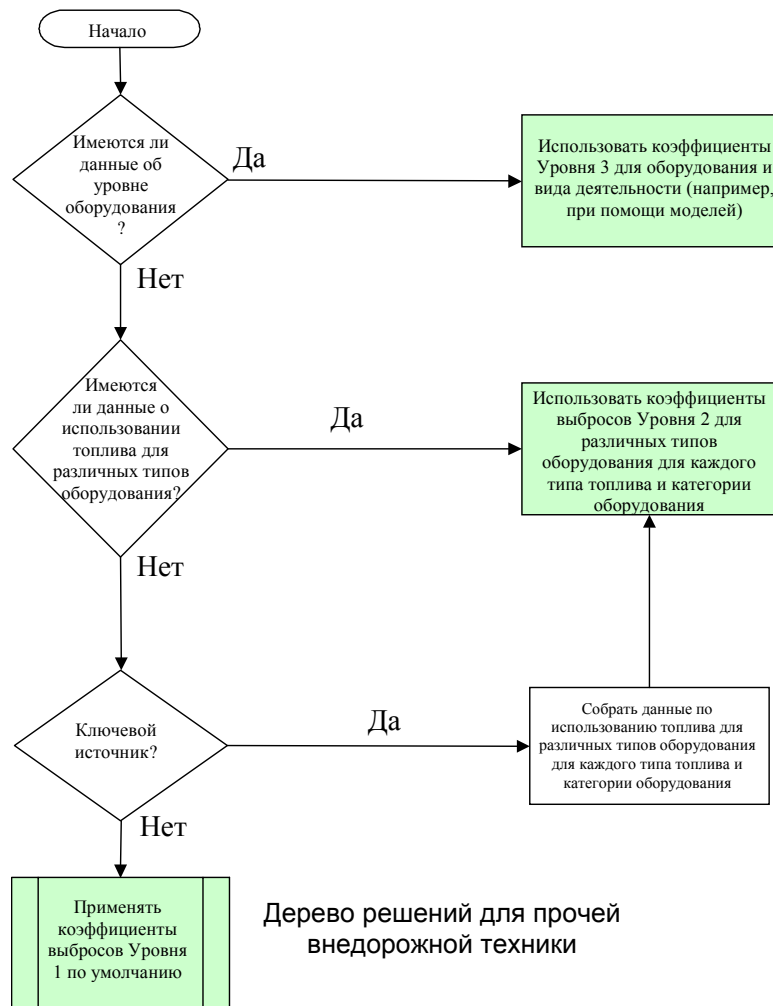 Начало
Имеются ли
данные об
уровне
оборудования
?
Да
Использовать коэффициенты
Уровня 3 для оборудования и
вида деятельности (например,
при помощи моделей)
Нет
Имеются
ли данные о
использовании
топлива для
различных типов
оборудования?
Да
Использовать коэффициенты
выбросов Уровня 2 для
различных типов
оборудования для каждого
типа топлива и категории
оборудования
Нет
Ключевой
источник?
Да
Собрать данные по
использованию топлива для
различных типов оборудования
для каждого типа топлива и
категории оборудования
Нет
Применять
коэффициенты
выбросов Уровня
1 по умолчанию
Дерево решений для прочей
внедорожной техники